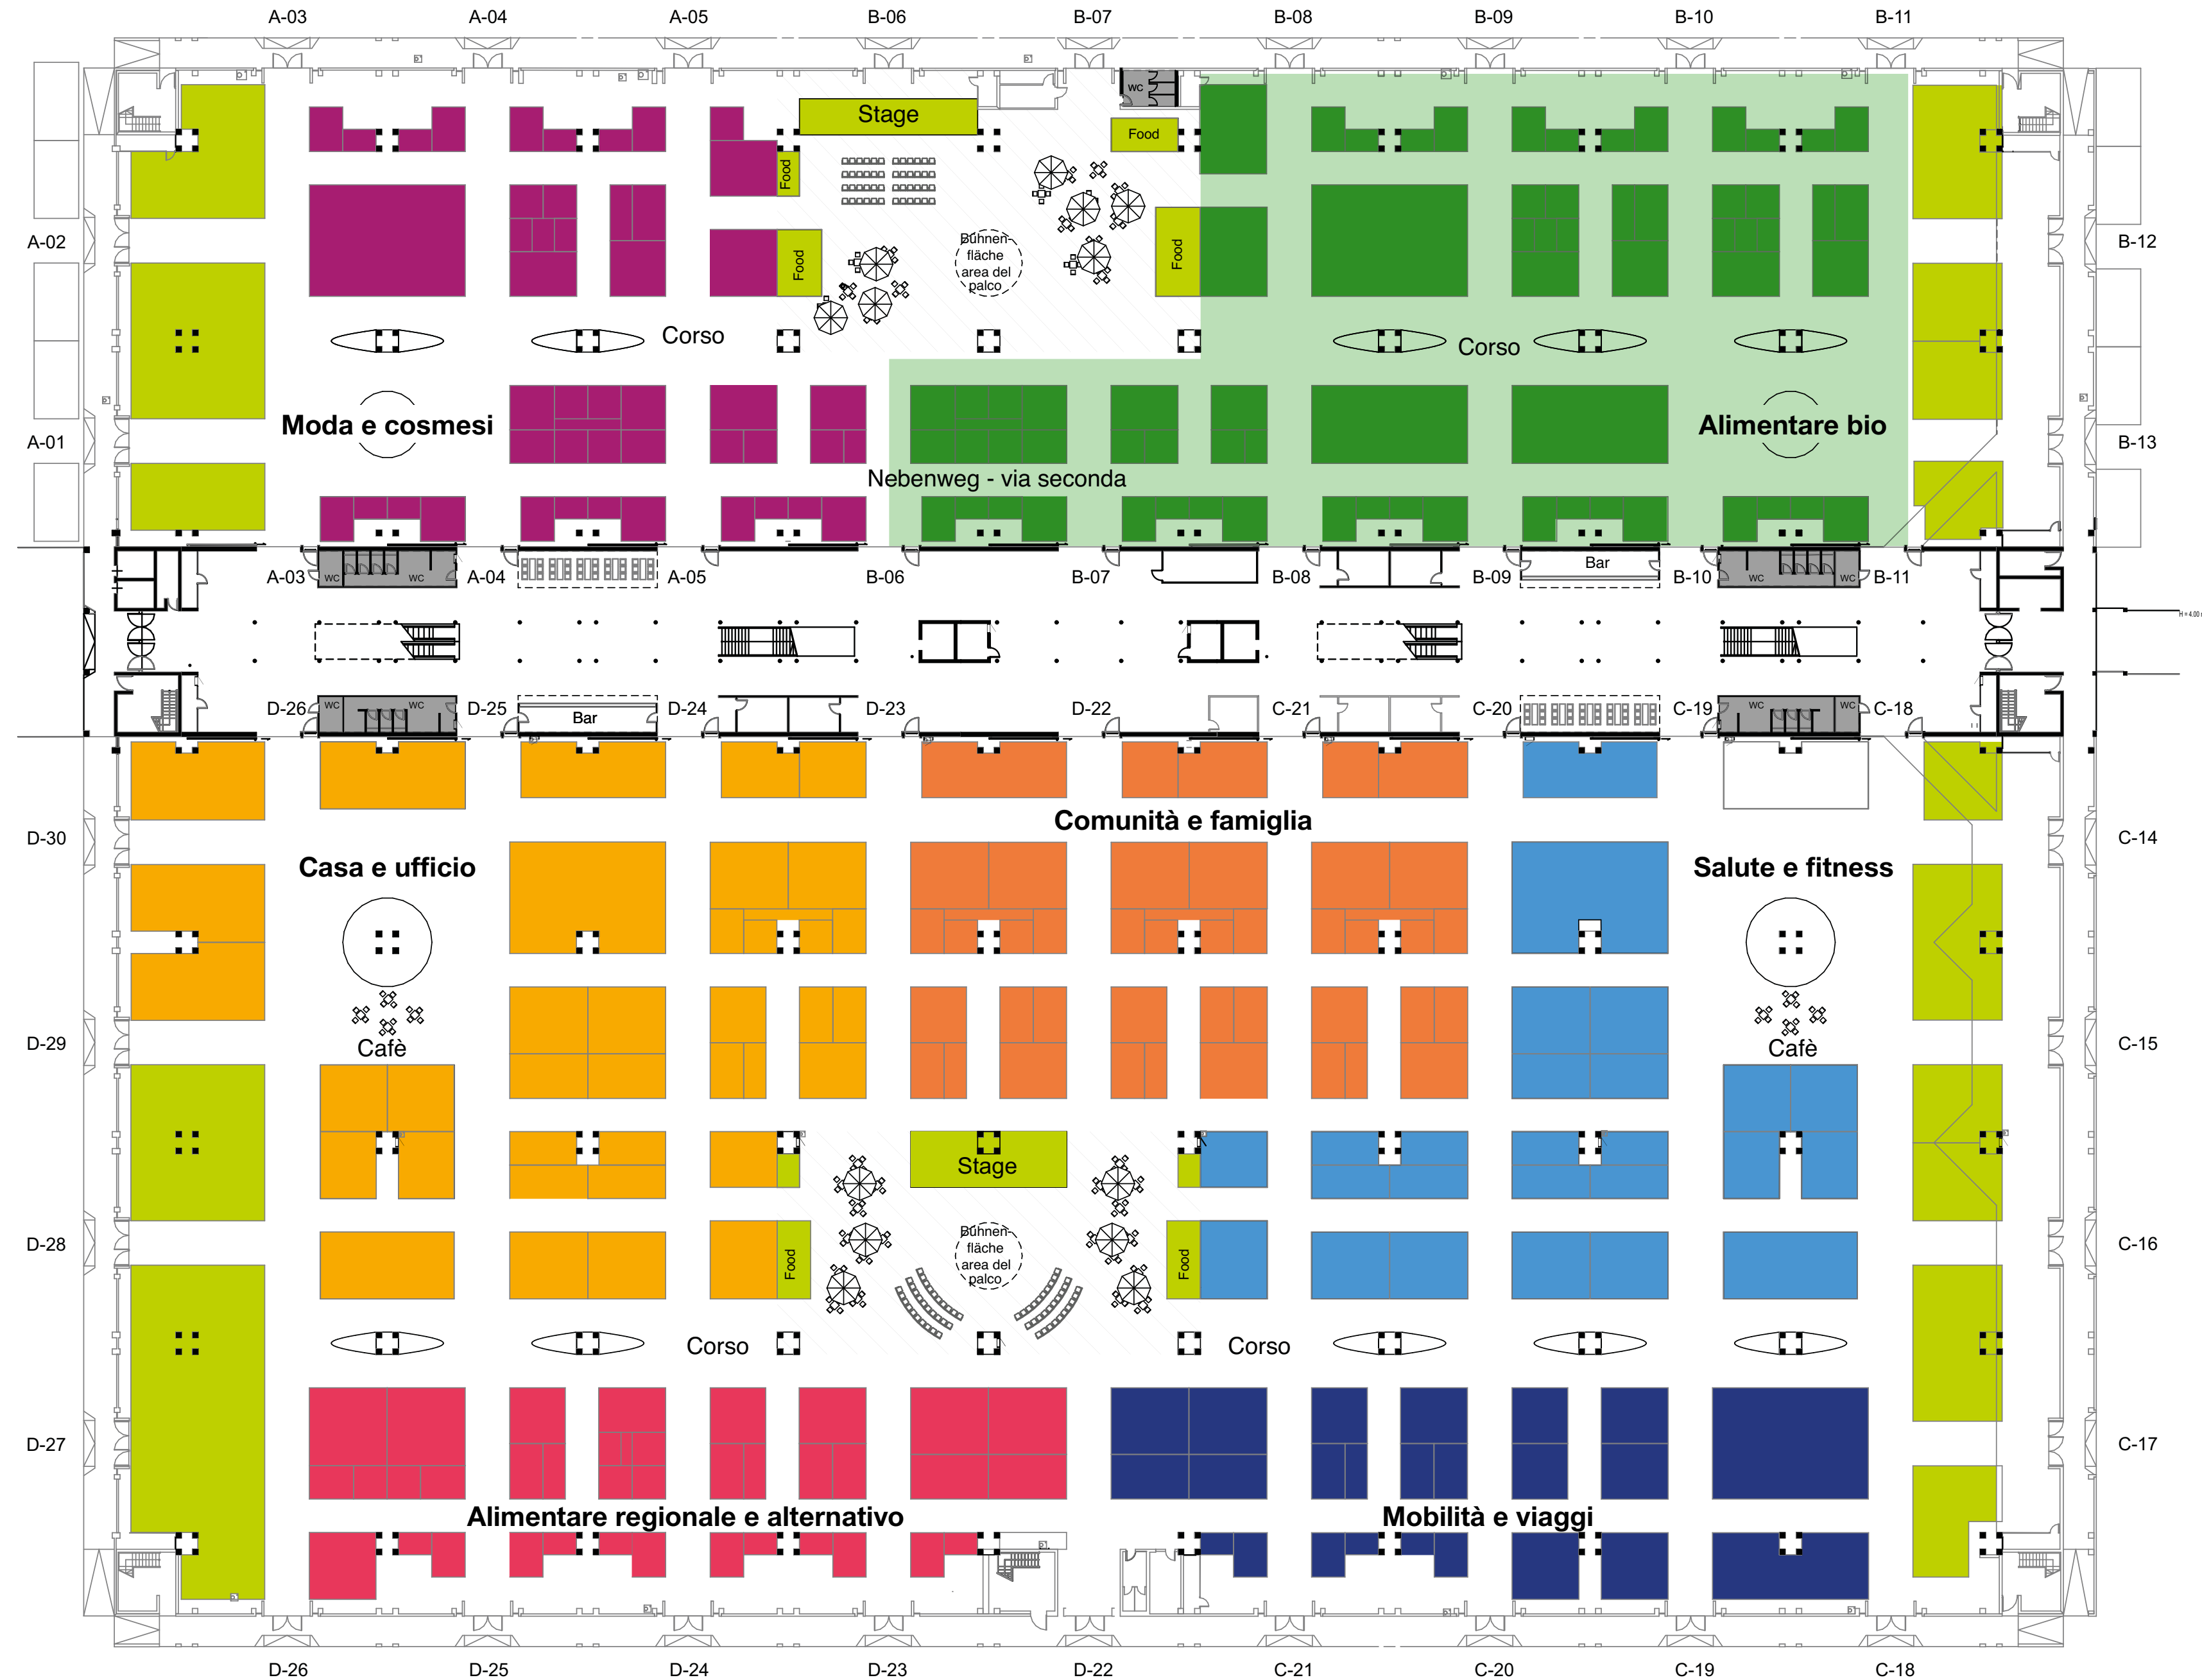 A-03 A-04 A-05 B-06 B-07 B-08 B-09 B-10 B-11
WC
Stage
Food
Food
Food
Food
A-02
B-12
Bühnen-
fläche
area del
palco
Corso
Corso
Moda e cosmesi
Alimentare bio
A-01
B-13
Nebenweg - via seconda
A-03 WC WC A-04 A-05 B-06 B-07 B-08 B-09 Bar B-10 WC WC B-11
H = 4.00
D-26 WC WC D-25 Bar D-24 D-23 D-22 C-21 C-20 C-19 WC WC C-18
Comunità e famiglia
D-30
C-14
Casa e ufficio
Salute e fitness
D-29
C-15
Cafè
Cafè
Stage
D-28
C-16
Food
Bühnen-
fläche
area del
palco
Food
Corso
Corso
D-27
C-17
Alimentare regionale e alternativo
Mobilità e viaggi
D-26 D-25 D-24 D-23 D-22 C-21 C-20 C-19 C-18